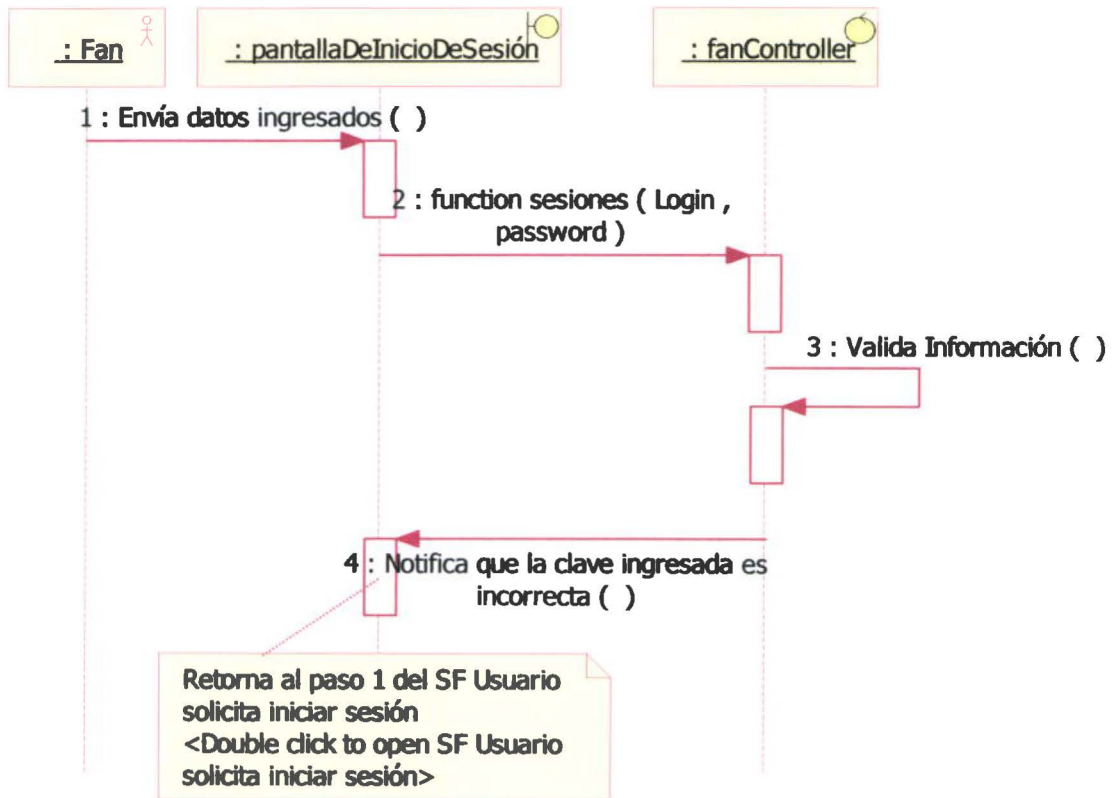 : Fan
: pantallaDeInicioDeSesión
: fanController
1 : Envía datos ingresados ( )
2 : function sesiones ( Login ,
password )
3 : Valida Información ( )
4 : Notifica que la clave ingresada es
incorrecta ( )
Retorna al paso 1 del SF Usuario
solicita iniciar sesión
<Double click to open SF Usuario
solicita iniciar sesión>